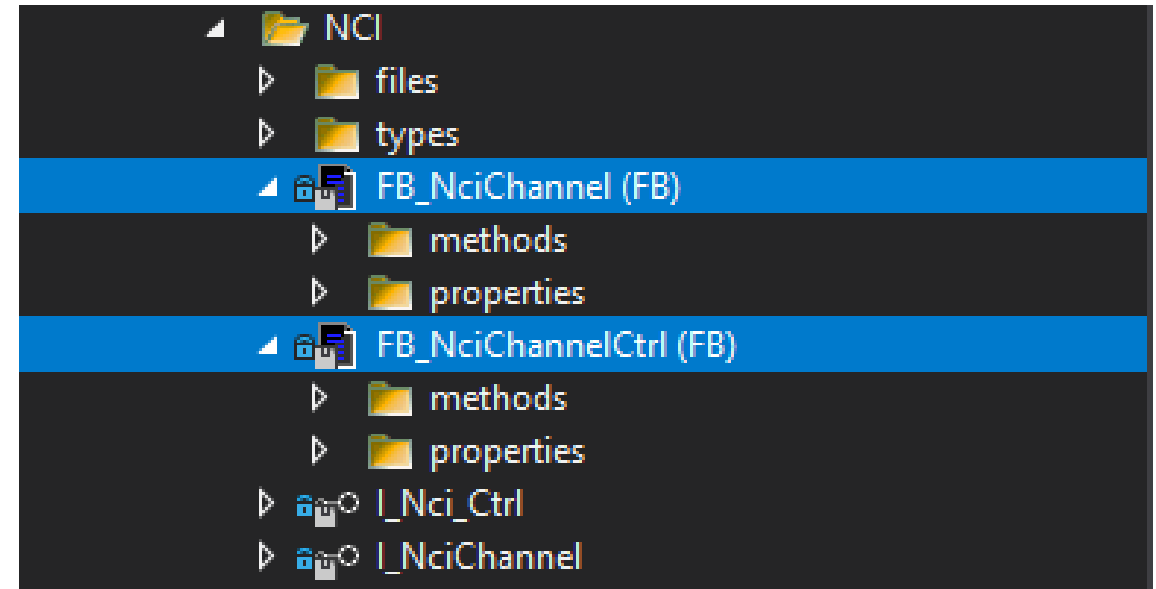 NCI
files
types
FB_NciChannel (FB)
methods
properties
FB_NciChannelCtrl (FB)
methods
properties
I_Nci_Ctrl
I_NciChannel